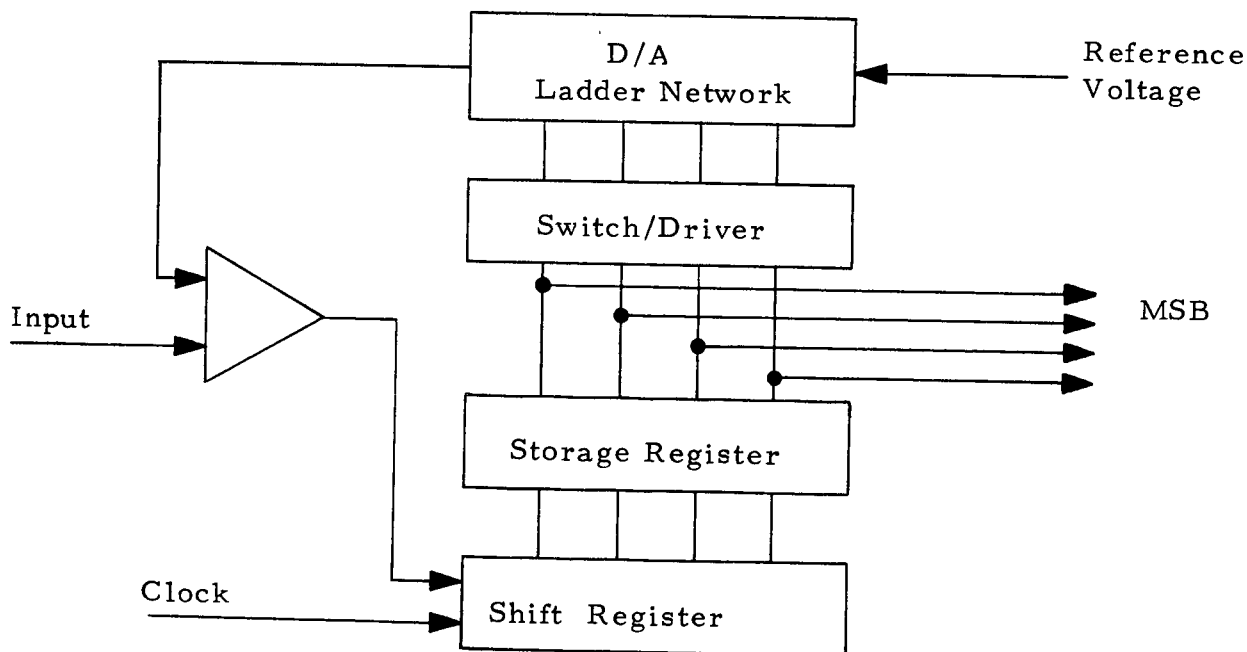 D/A
Ladder Network
Reference
Voltage
Switch/Driver
Input
MSB
Storage Register
Clock
Shift Register